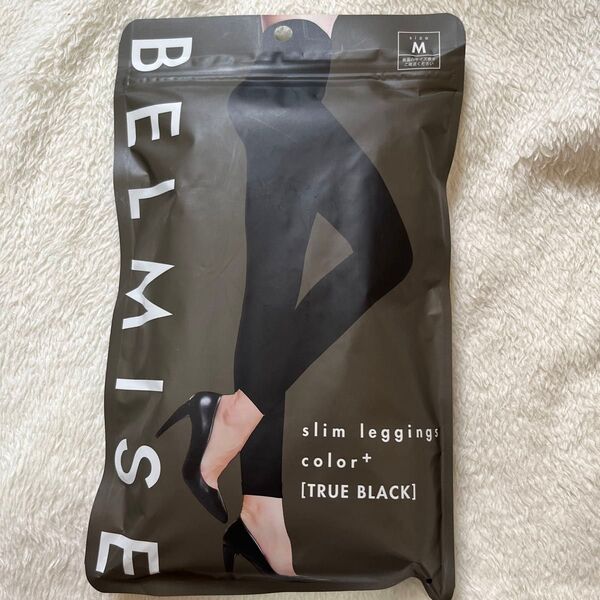 BELMISE
size
M
slim leggings
color+
[TRUE BLACK]